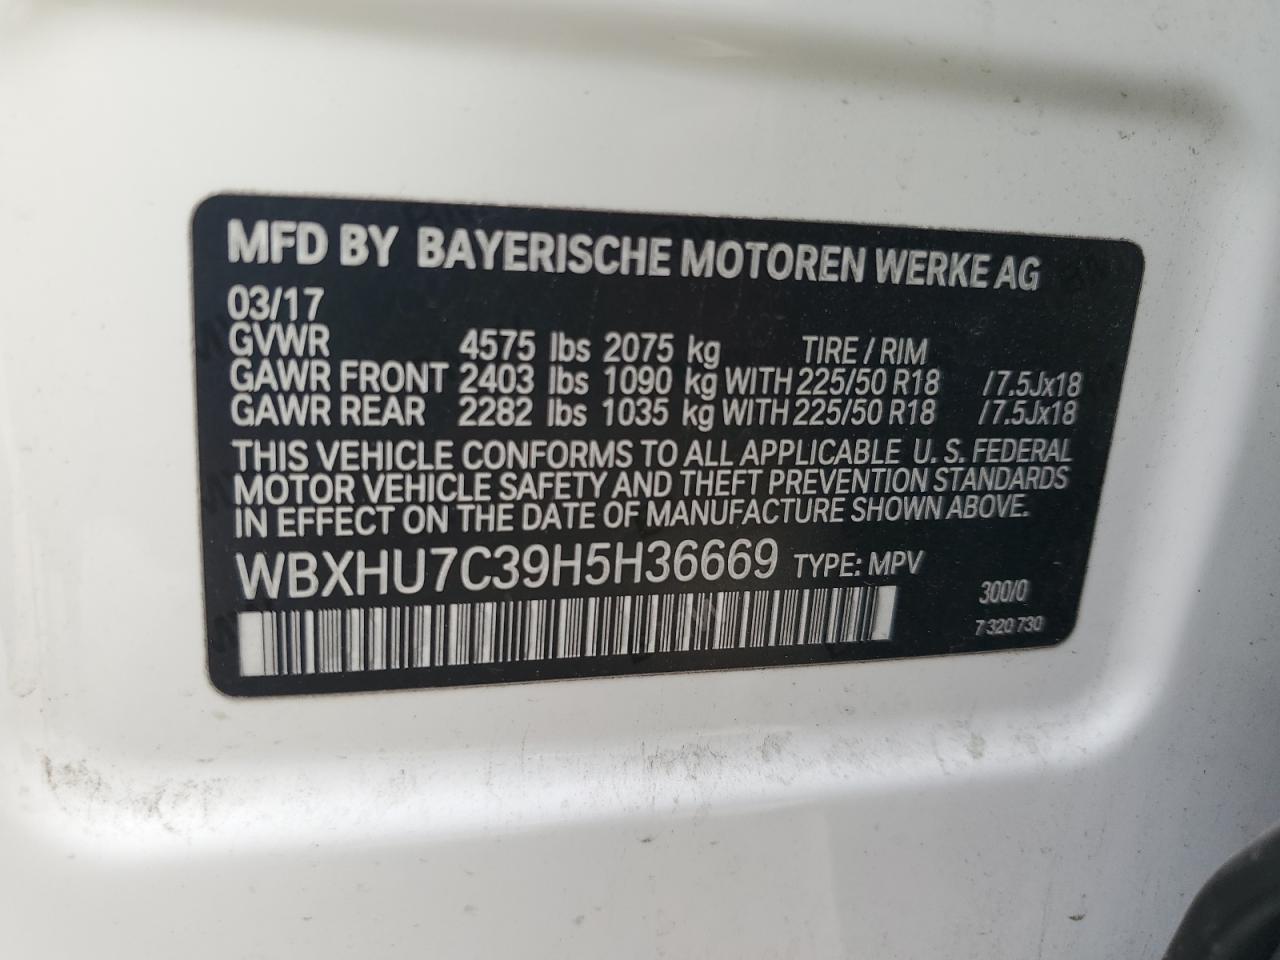 MFD BY BAYERISCHE MOTOREN WERKE AG
03/17
GVWR 4575 lbs 2075 kg TIRE / RIM
GAWR FRONT 2403 lbs 1090 kg WITH 225/50 R18 /7.5Jx18
GAWR REAR 2282 lbs 1035 kg WITH 225/50 R18 /7.5Jx18
THIS VEHICLE CONFORMS TO ALL APPLICABLE U. S. FEDERAL
MOTOR VEHICLE SAFETY AND THEFT PREVENTION STANDARDS
IN EFFECT ON THE DATE OF MANUFACTURE SHOWN ABOVE.
WBXHU7C39H5H36669 TYPE: MPV
300/0
7 320 730